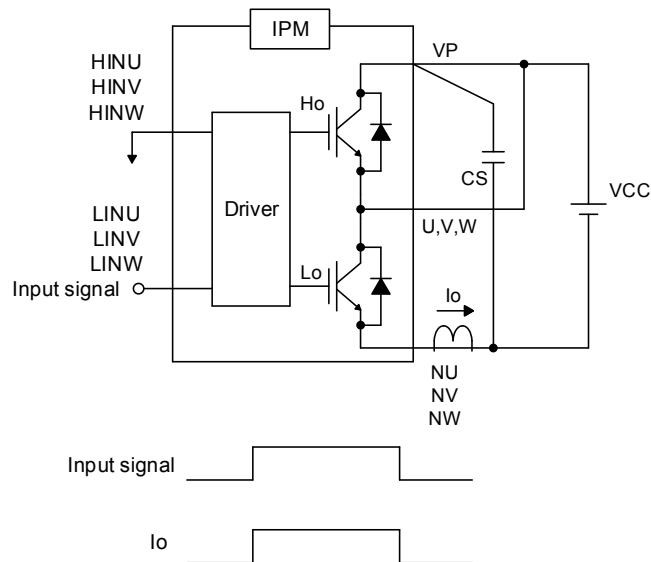 IPM
VP
HINU
HINV
HINW
Ho
CS
VCC
Driver
LINU
LINV
LINW
U,V,W
Input signal
Lo
Io
NU
NV
NW
Input signal
Io